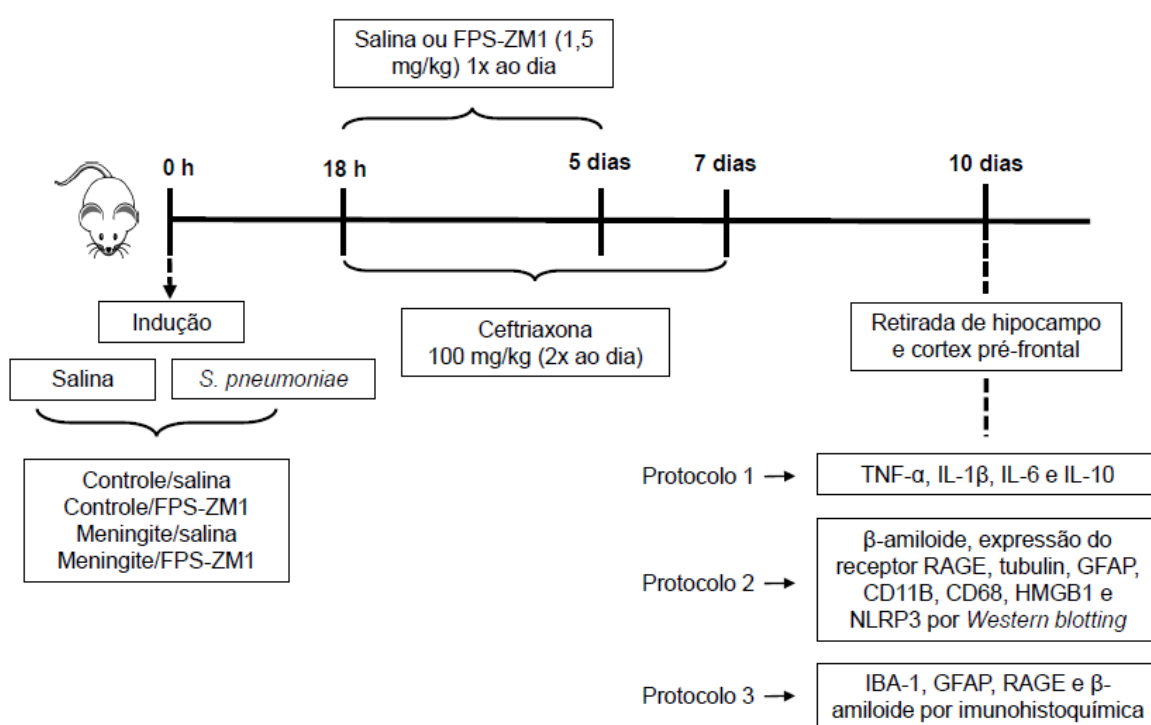 Salina ou FPS-ZM1 (1,5
mg/kg) 1x ao dia
0 h
18 h
5 dias
7 dias
10 dias
Indução
Salina
S. pneumoniae
Controle/salina
Controle/FPS-ZM1
Meningite/salina
Meningite/FPS-ZM1
Ceftriaxona
100 mg/kg (2x ao dia)
Retirada de hipocampo
e cortex pré-frontal
Protocolo 1
TNF-α, IL-1β, IL-6 e IL-10
Protocolo 2
β-amiloide, expressão do
receptor RAGE, tubulin, GFAP,
CD11B, CD68, HMGB1 e
NLRP3 por Western blotting
Protocolo 3
IBA-1, GFAP, RAGE e β-
amiloide por imunohistoquímica